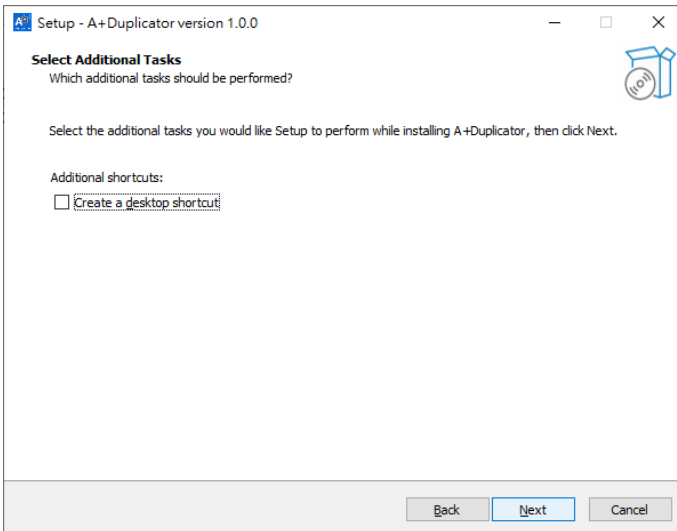 Setup - A+Duplicator version 1.0.0
Select Additional Tasks
Which additional tasks should be performed?
Select the additional tasks you would like Setup to perform while installing A+Duplicator, then click Next.
Additional shortcuts:
Create a desktop shortcut
Back Next Cancel